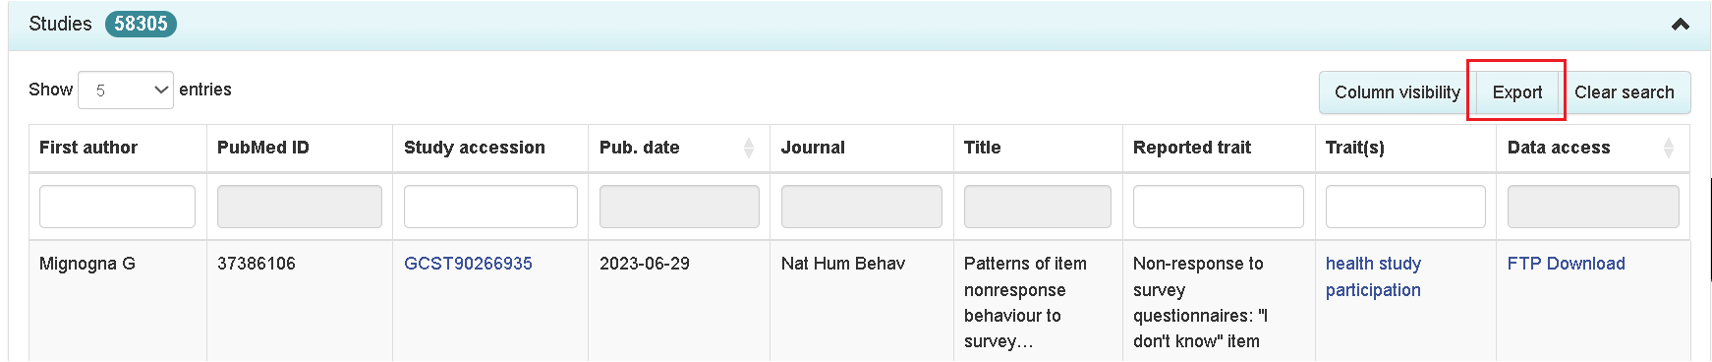 Studies 58305
Show 5 entries
Column visibility Export Clear search
First author PubMed ID Study accession Pub. date Journal Title Reported trait Trait(s) Data access
Mignogna G 37386106 GCST90266935 2023-06-29 Nat Hum Behav Patterns of item Non-response to health study FTP Download
nonresponse survey participation
behaviour to questionnaires: "I
survey... don't know" item